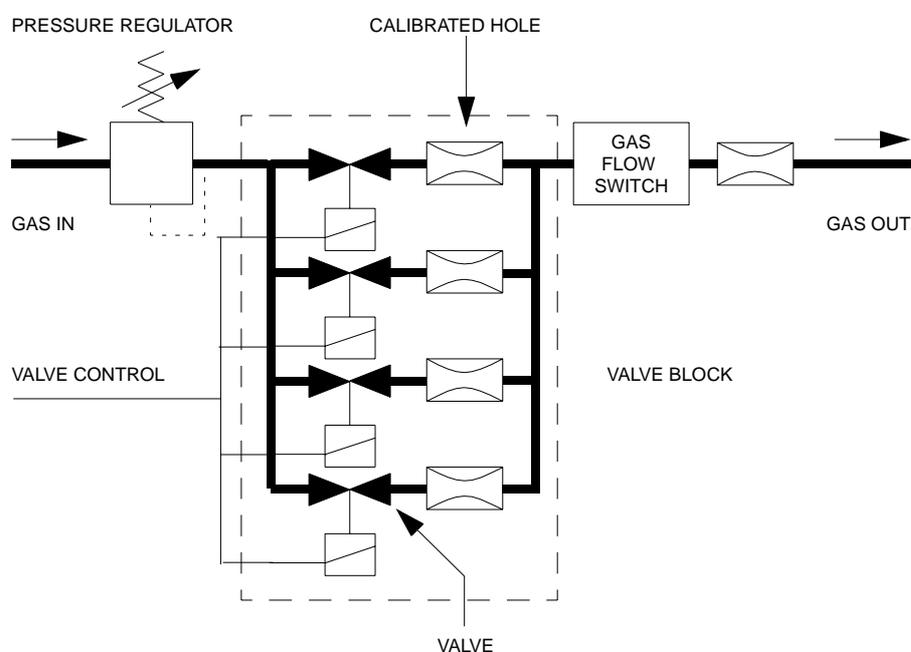 PRESSURE REGULATOR
CALIBRATED HOLE
GAS
FLOW
SWITCH
GAS IN
GAS OUT
VALVE CONTROL
VALVE BLOCK
VALVE